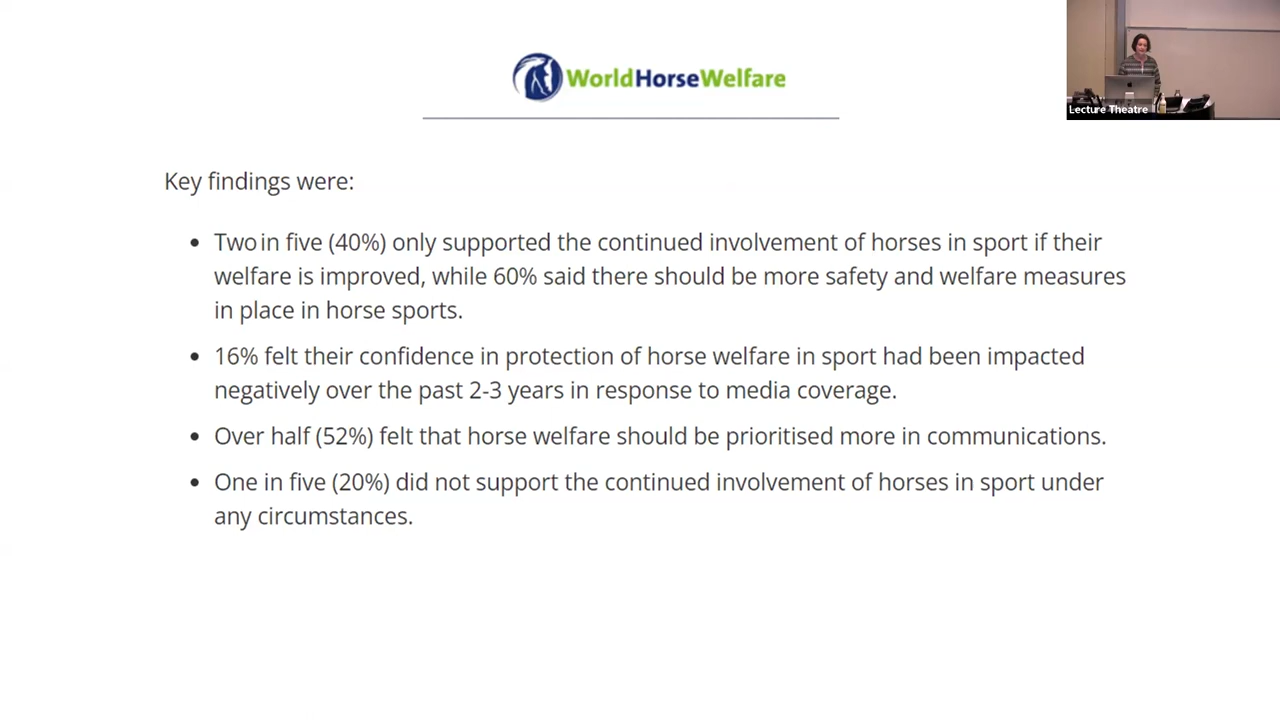 WorldHorseWelfare
Lecture Theatre
Key findings were:
• Two in five (40%) only supported the continued involvement of horses in sport if their
welfare is improved, while 60% said there should be more safety and welfare measures
in place in horse sports.
• 16% felt their confidence in protection of horse welfare in sport had been impacted
negatively over the past 2-3 years in response to media coverage.
• Over half (52%) felt that horse welfare should be prioritised more in communications.
• One in five (20%) did not support the continued involvement of horses in sport under
any circumstances.